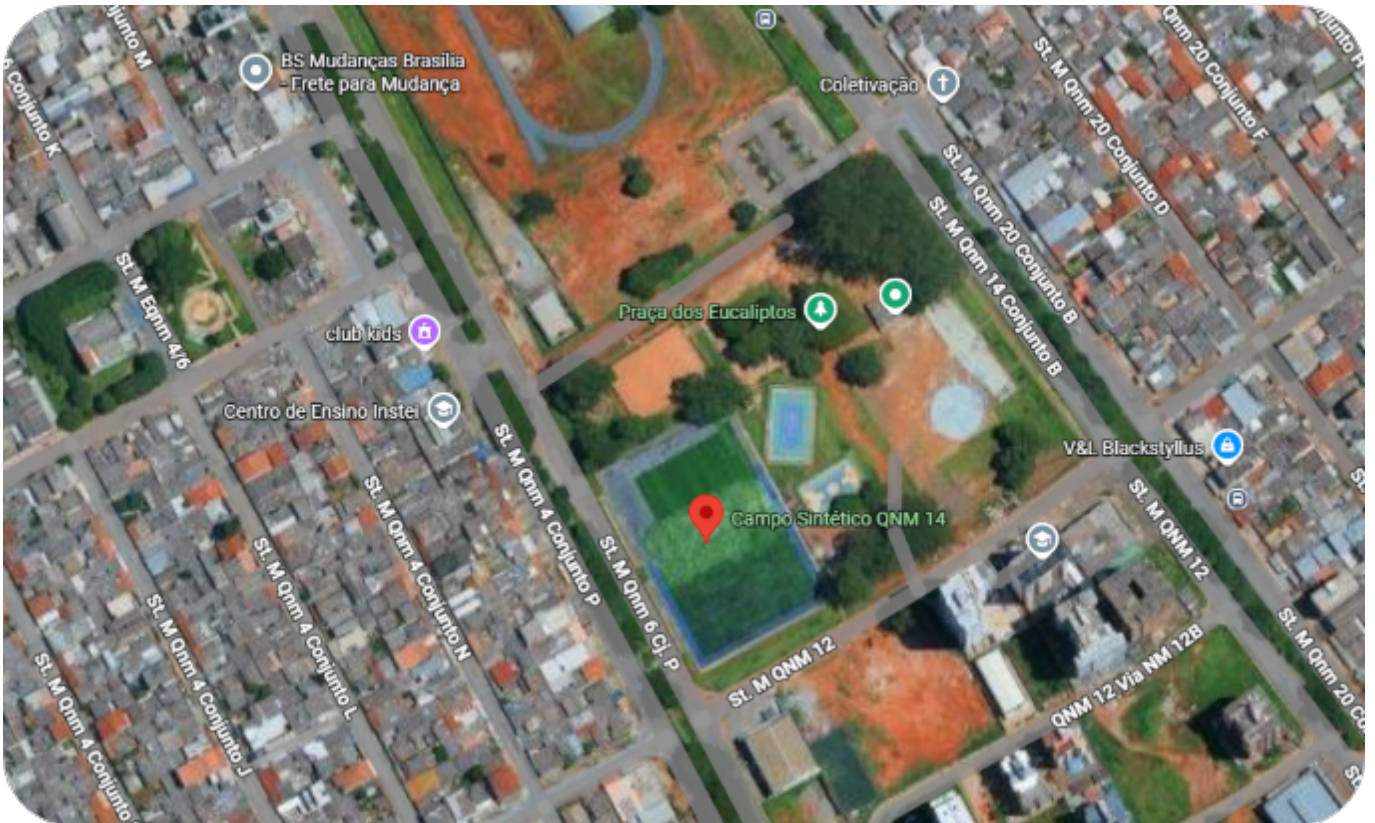 BS Mudanças Brasília
- Frete para Mudança
Coletivação
St. M Qnm 20 Conjunto D
Qnm 20 Conjunto F
St. M Qnm 20 Conjunto B
St. M Qnm 14 Conjunto B
St. M Eqnm 4/6
club kids
Praça dos Eucaliptos
Centro de Ensino Instei
V&L Blackstyllus
St. M Qnm 4 Conjunto P
St. M Qnm 4 Conjunto N
St. M Qnm 4 Conjunto L
St. M Qnm 4 Conjunto J
St. M Qnm 4 Conjunto
St. M Qnm 6 Cj. P
Campo Sintético QNM 14
St. M QNM 12
St. M QNM 12
QNM 12 Via NM 12B
St. M Qnm 20